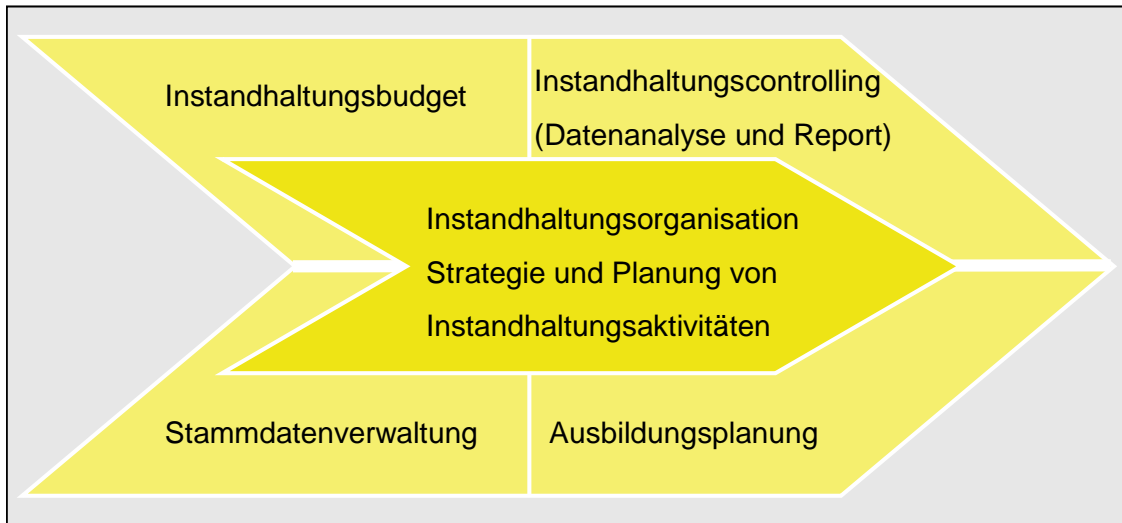 Instandhaltungsbudget
Instandhaltungscontrolling
(Datenanalyse und Report)
Instandhaltungsorganisation
Strategie und Planung von
Instandhaltungsaktivitäten
Stammdatenverwaltung
Ausbildungsplanung